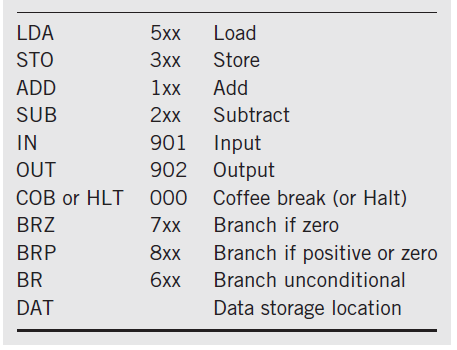 LDA 5xx Load
STO 3xx Store
ADD 1xx Add
SUB 2xx Subtract
IN 901 Input
OUT 902 Output
COB or HLT 000 Coffee break (or Halt)
BRZ 7xx Branch if zero
BRP 8xx Branch if positive or zero
BR 6xx Branch unconditional
DAT Data storage location